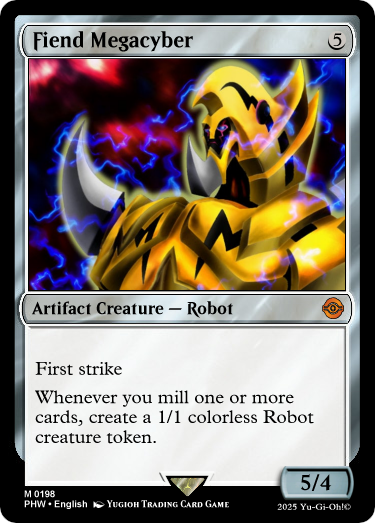 Fiend Megacyber 5
Artifact Creature — Robot
First strike
Whenever you mill one or more
cards, create a 1/1 colorless Robot
creature token.
5/4
M 0198
PHW • English Yugioh Trading Card Game
2025 Yu-Gi-Oh!©